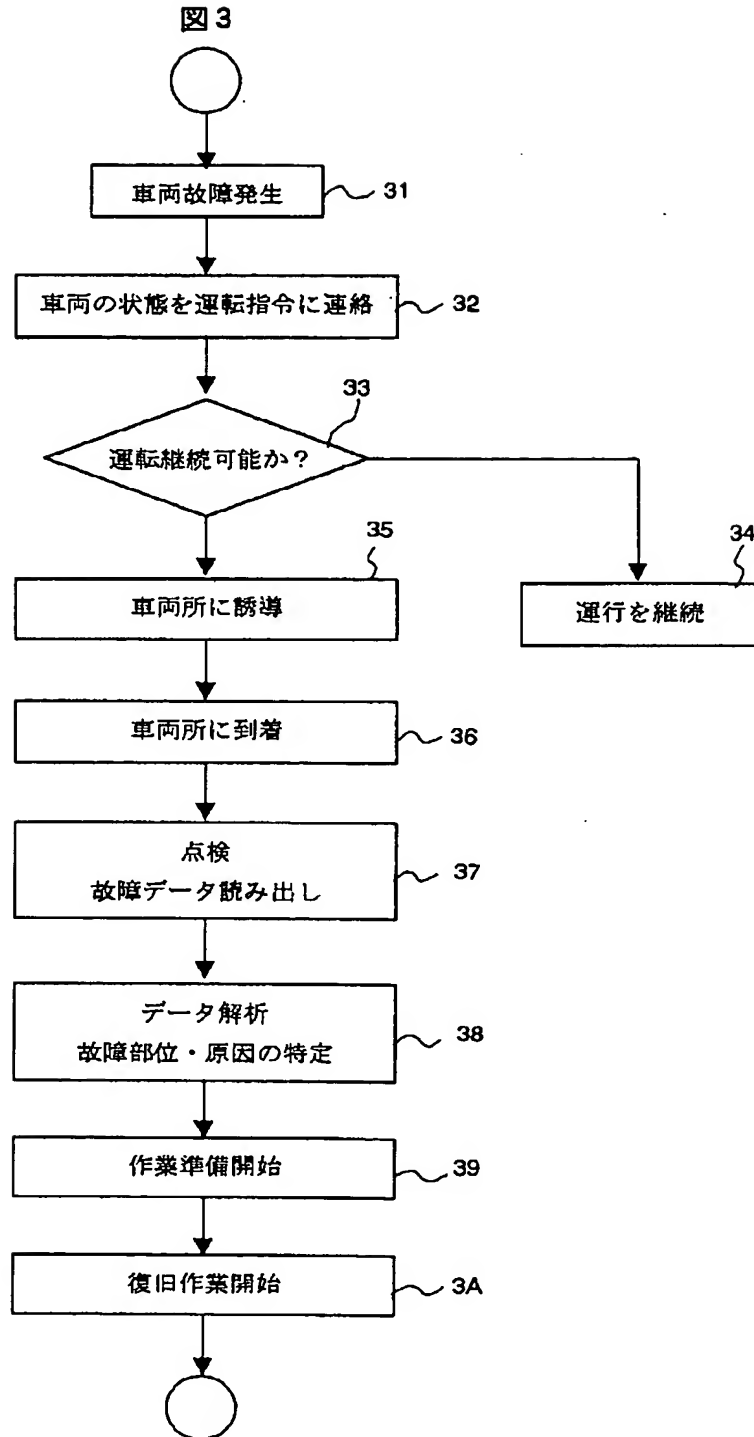 図3
車両故障発生
31
車両の状態を運転指令に連絡
32
33
運転継続可能か？
35
車両所に誘導
34
運行を継続
車両所に到着
36
点検
故障データ読み出し
37
データ解析
故障部位・原因の特定
38
作業準備開始
39
復旧作業開始
3A